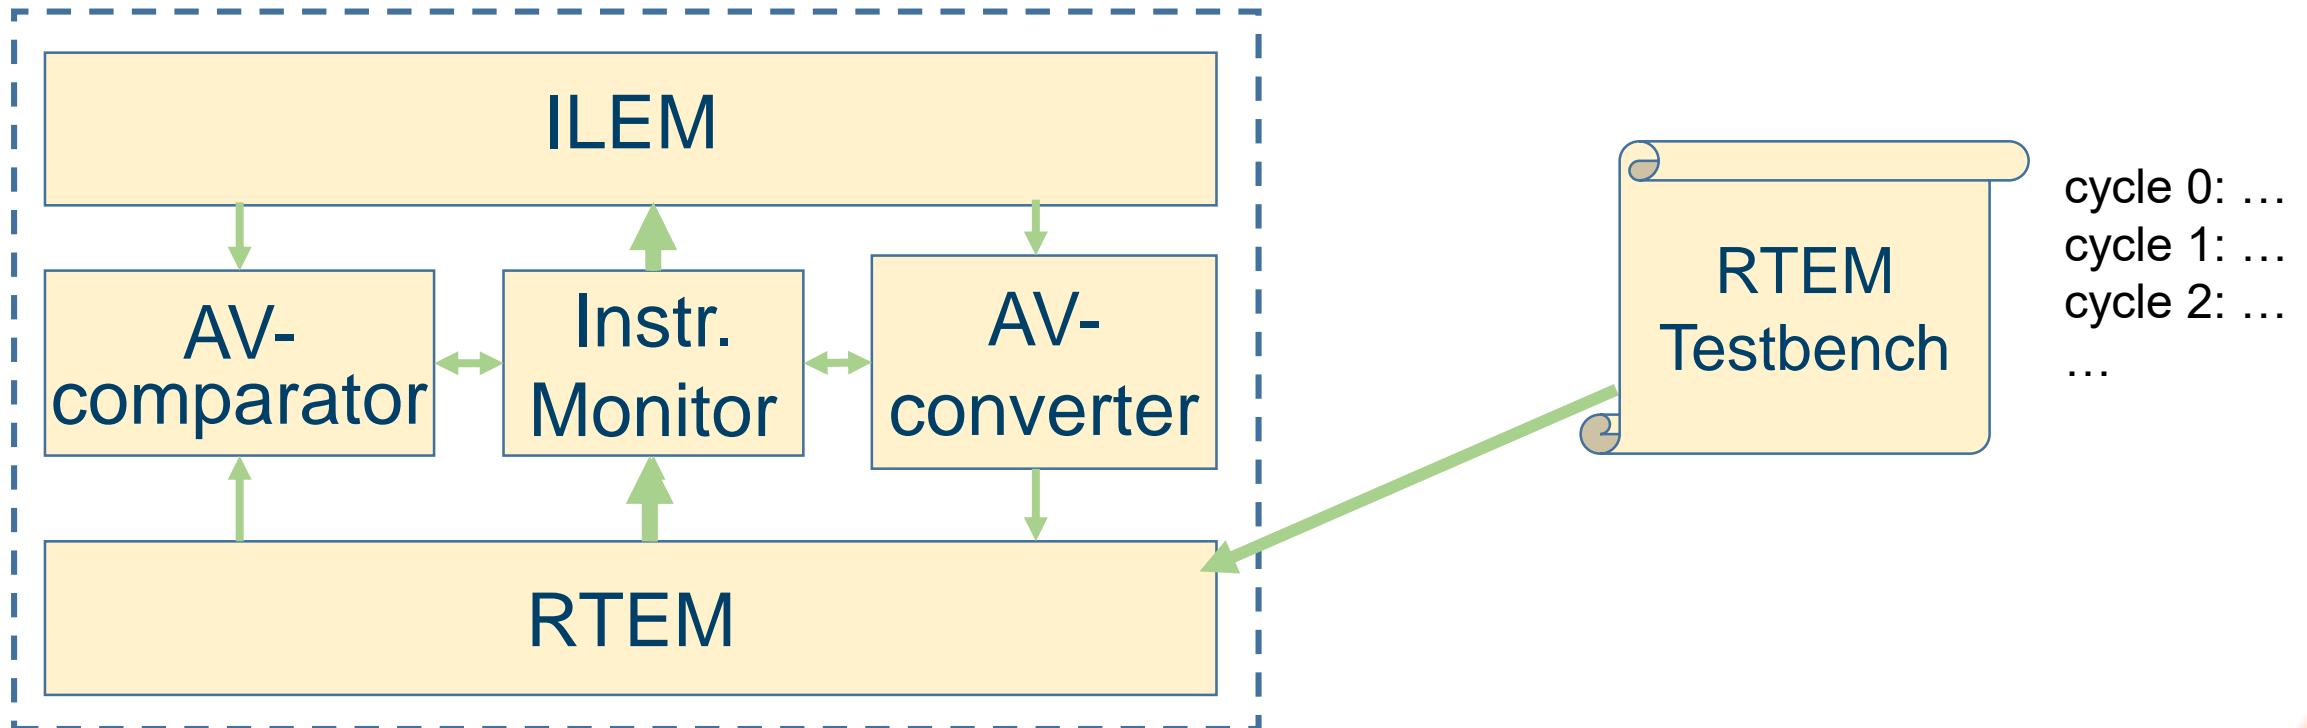 ILEM
AV-
comparator
Instr.
Monitor
AV-
converter
RTEM
RTEM
Testbench
cycle 0: …
cycle 1: …
cycle 2: …
…